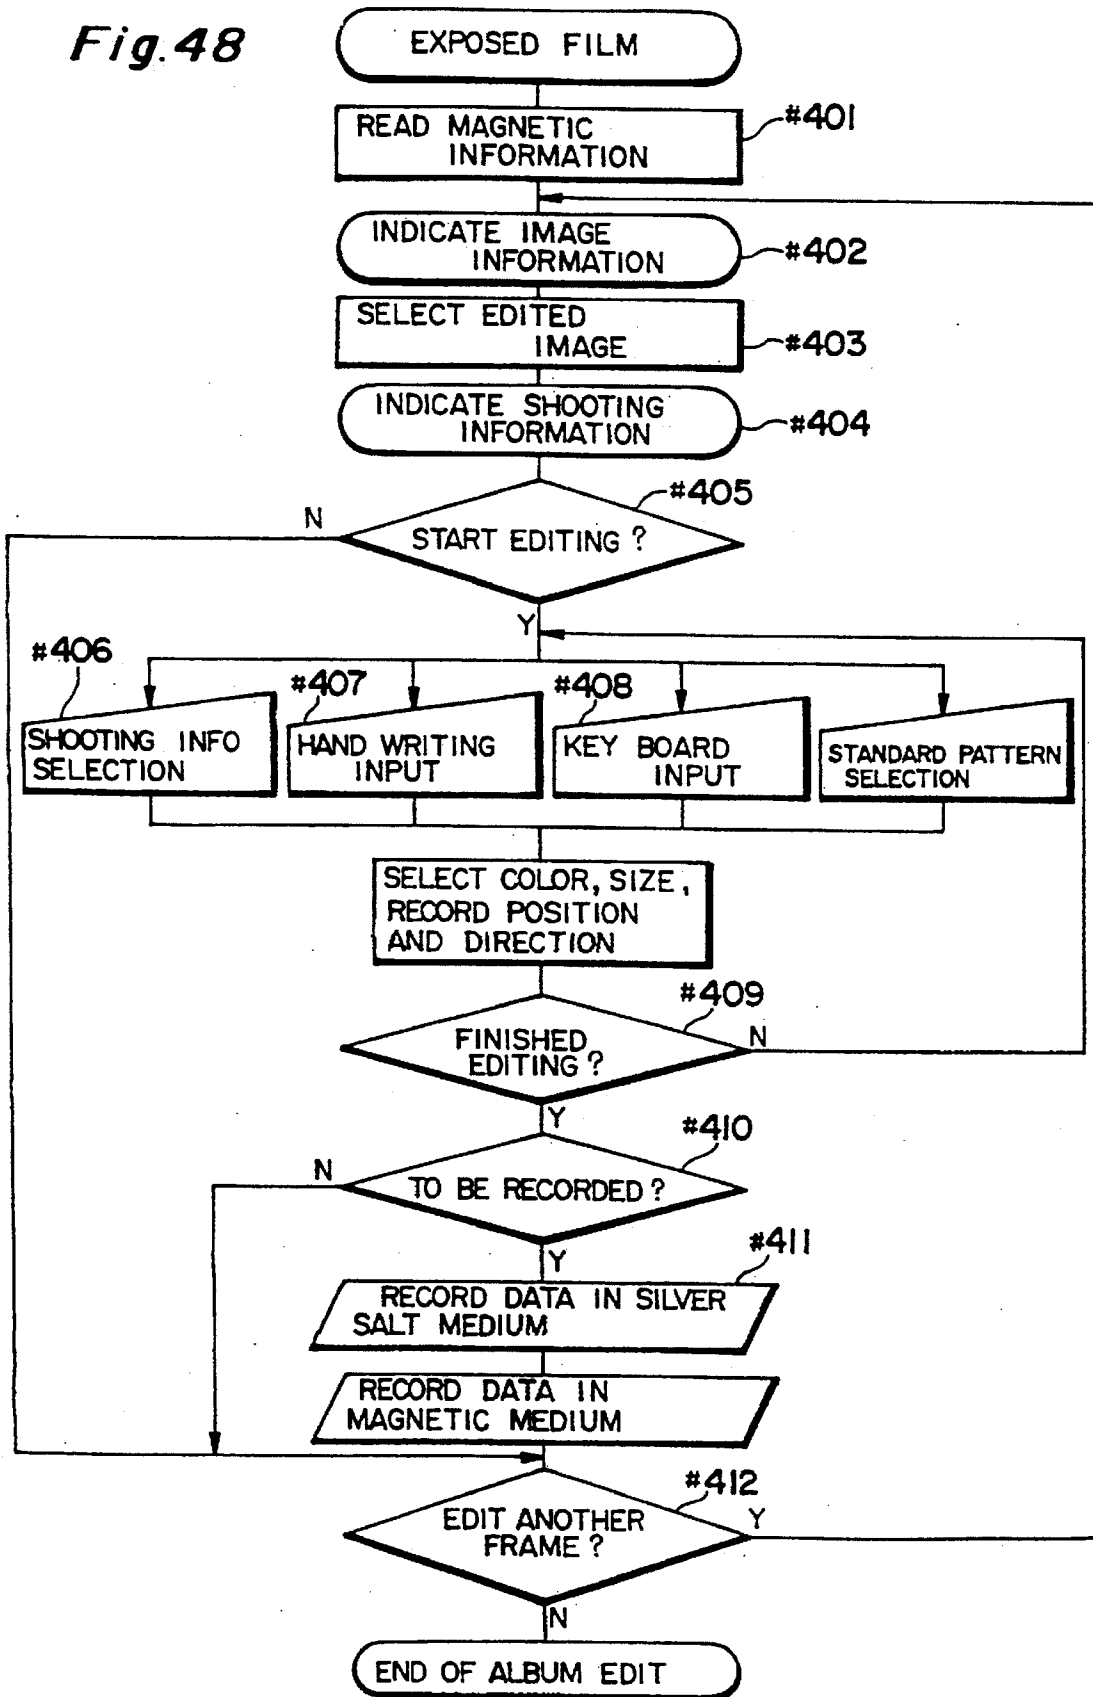 Fig.48
EXPOSED FILM
#401
READ MAGNETIC
INFORMATION
INDICATE IMAGE
INFORMATION
#402
SELECT EDITED
IMAGE
#403
INDICATE SHOOTING
INFORMATION
#404
#405
N
START EDITING?
Y
#406
#407
#408
SHOOTING INFO
SELECTION
HAND WRITING
INPUT
KEY BOARD
INPUT
STANDARD PATTERN
SELECTION
SELECT COLOR, SIZE,
RECORD POSITION
AND DIRECTION
#409
FINISHED
EDITING?
N
Y
#410
N
TO BE RECORDED?
Y
#411
RECORD DATA IN SILVER
SALT MEDIUM
RECORD DATA IN
MAGNETIC MEDIUM
#412
EDIT ANOTHER
FRAME?
Y
N
END OF ALBUM EDIT